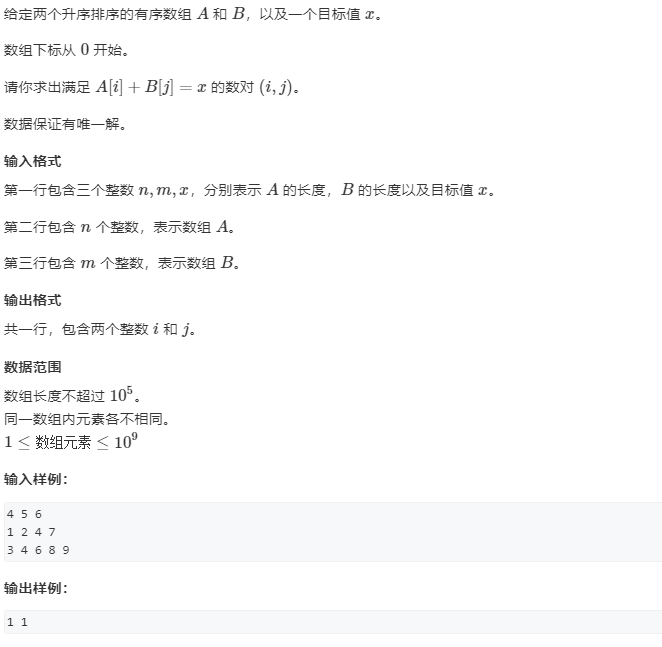 给定两个升序排序的有序数组 A 和 B，以及一个目标值 x。
数组下标从 0 开始。
请你求出满足 A[i] + B[j] = x 的数对 (i, j)。
数据保证有唯一解。
输入格式
第一行包含三个整数 n, m, x，分别表示 A 的长度，B 的长度以及目标值 x。
第二行包含 n 个整数，表示数组 A。
第三行包含 m 个整数，表示数组 B。
输出格式
共一行，包含两个整数 i 和 j。
数据范围
数组长度不超过 10⁵。
同一数组内元素各不相同。
1 ≤ 数组元素 ≤ 10⁹
输入样例：
4 5 6
1 2 4 7
3 4 6 8 9
输出样例：
1 1